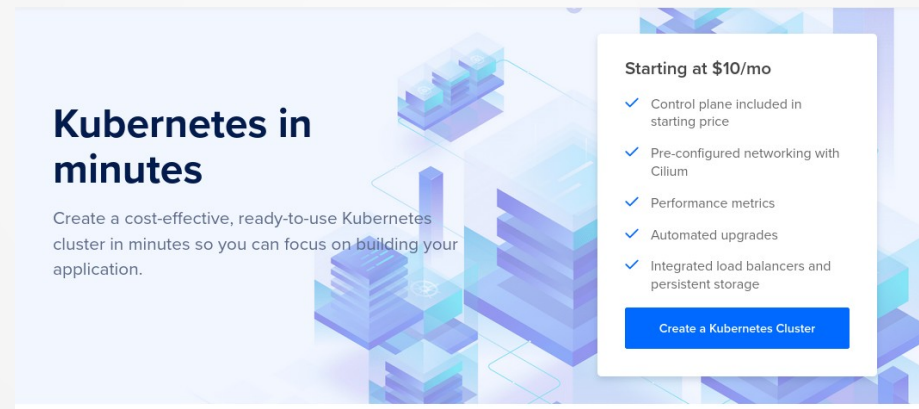 Kubernetes in
minutes
Create a cost-effective, ready-to-use Kubernetes
cluster in minutes so you can focus on building your
application.
Starting at $10/mo
Control plane included in
starting price
Pre-configured networking with
Cilium
Performance metrics
Automated upgrades
Integrated load balancers and
persistent storage
Create a Kubernetes Cluster